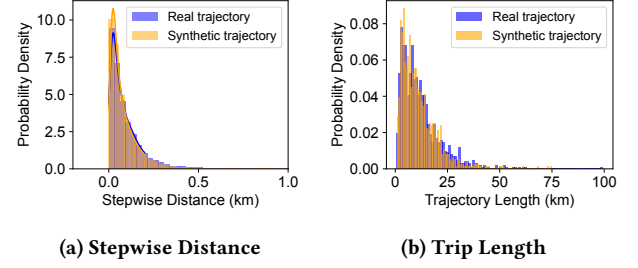 10.0
7.5
5.0
2.5
0.0
Probability Density
Real trajectory
Synthetic trajectory
0.0 0.5 1.0
Stepwise Distance (km)
(a) Stepwise Distance
0.08
0.06
0.04
0.02
0.00
Probability Density
Real trajectory
Synthetic trajectory
0 25 50 75 100
Trajectory Length (km)
(b) Trip Length